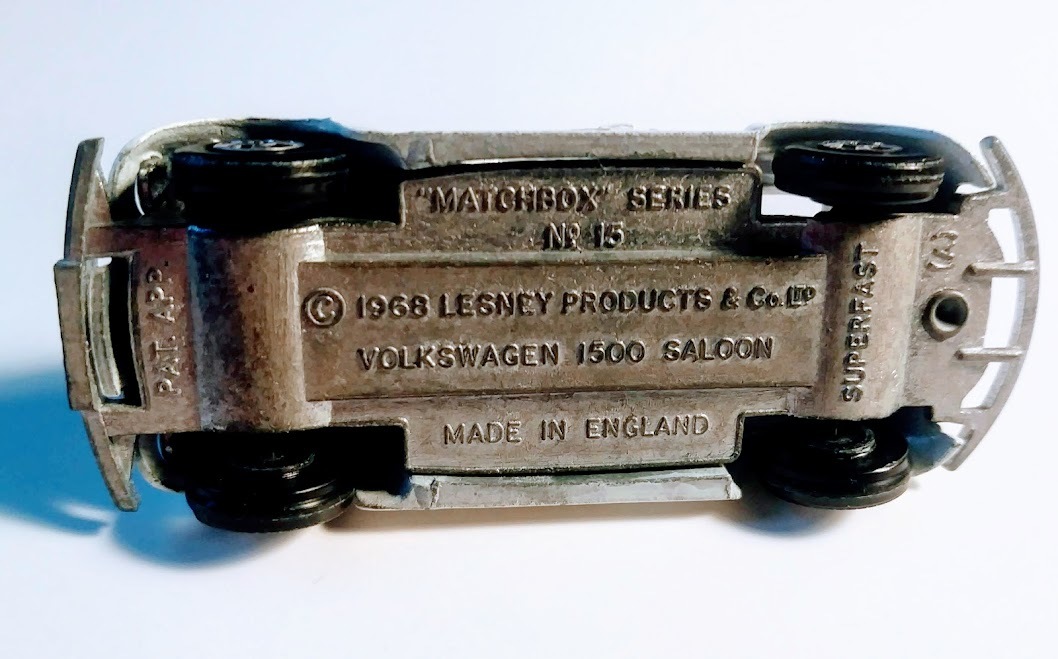 "MATCHBOX" SERIES
Nº 15
© 1968 LESNEY PRODUCTS & Co. LTD
VOLKSWAGEN 1500 SALOON
MADE IN ENGLAND
PAT. APP.
SUPERFAST
(A)